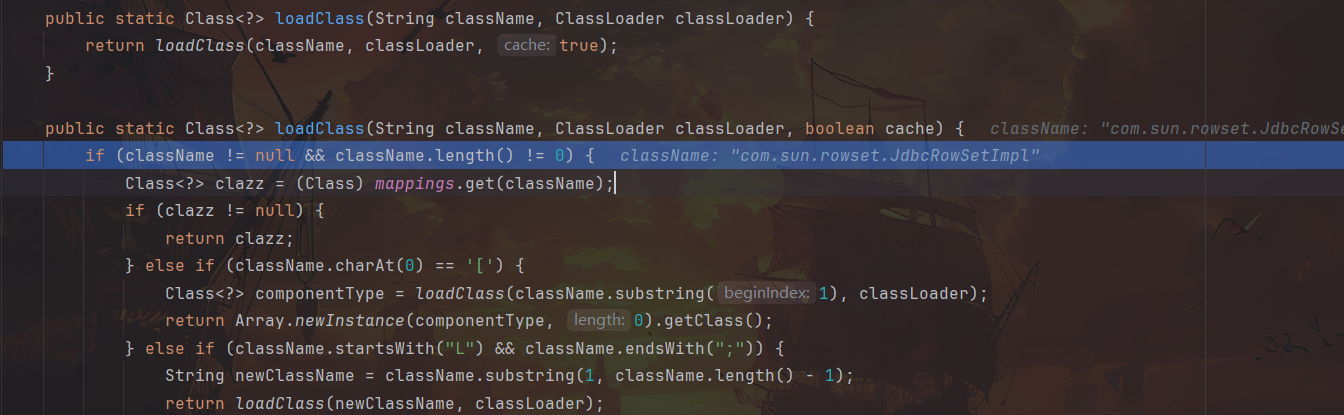 public static Class<?> loadClass(String className, ClassLoader classLoader) {
    return loadClass(className, classLoader, cache: true);
}
public static Class<?> loadClass(String className, ClassLoader classLoader, boolean cache) {  className: "com.sun.rowset.JdbcRowSe
    if (className != null && className.length() != 0) {  className: "com.sun.rowset.JdbcRowSetImpl"
        Class<?> clazz = (Class) mappings.get(className);
        if (clazz != null) {
            return clazz;
        } else if (className.charAt(0) == '[') {
            Class<?> componentType = loadClass(className.substring( beginIndex: 1), classLoader);
            return Array.newInstance(componentType, length: 0).getClass();
        } else if (className.startsWith("L") && className.endsWith(";")) {
            String newClassName = className.substring(1, className.length() - 1);
            return loadClass(newClassName, classLoader);